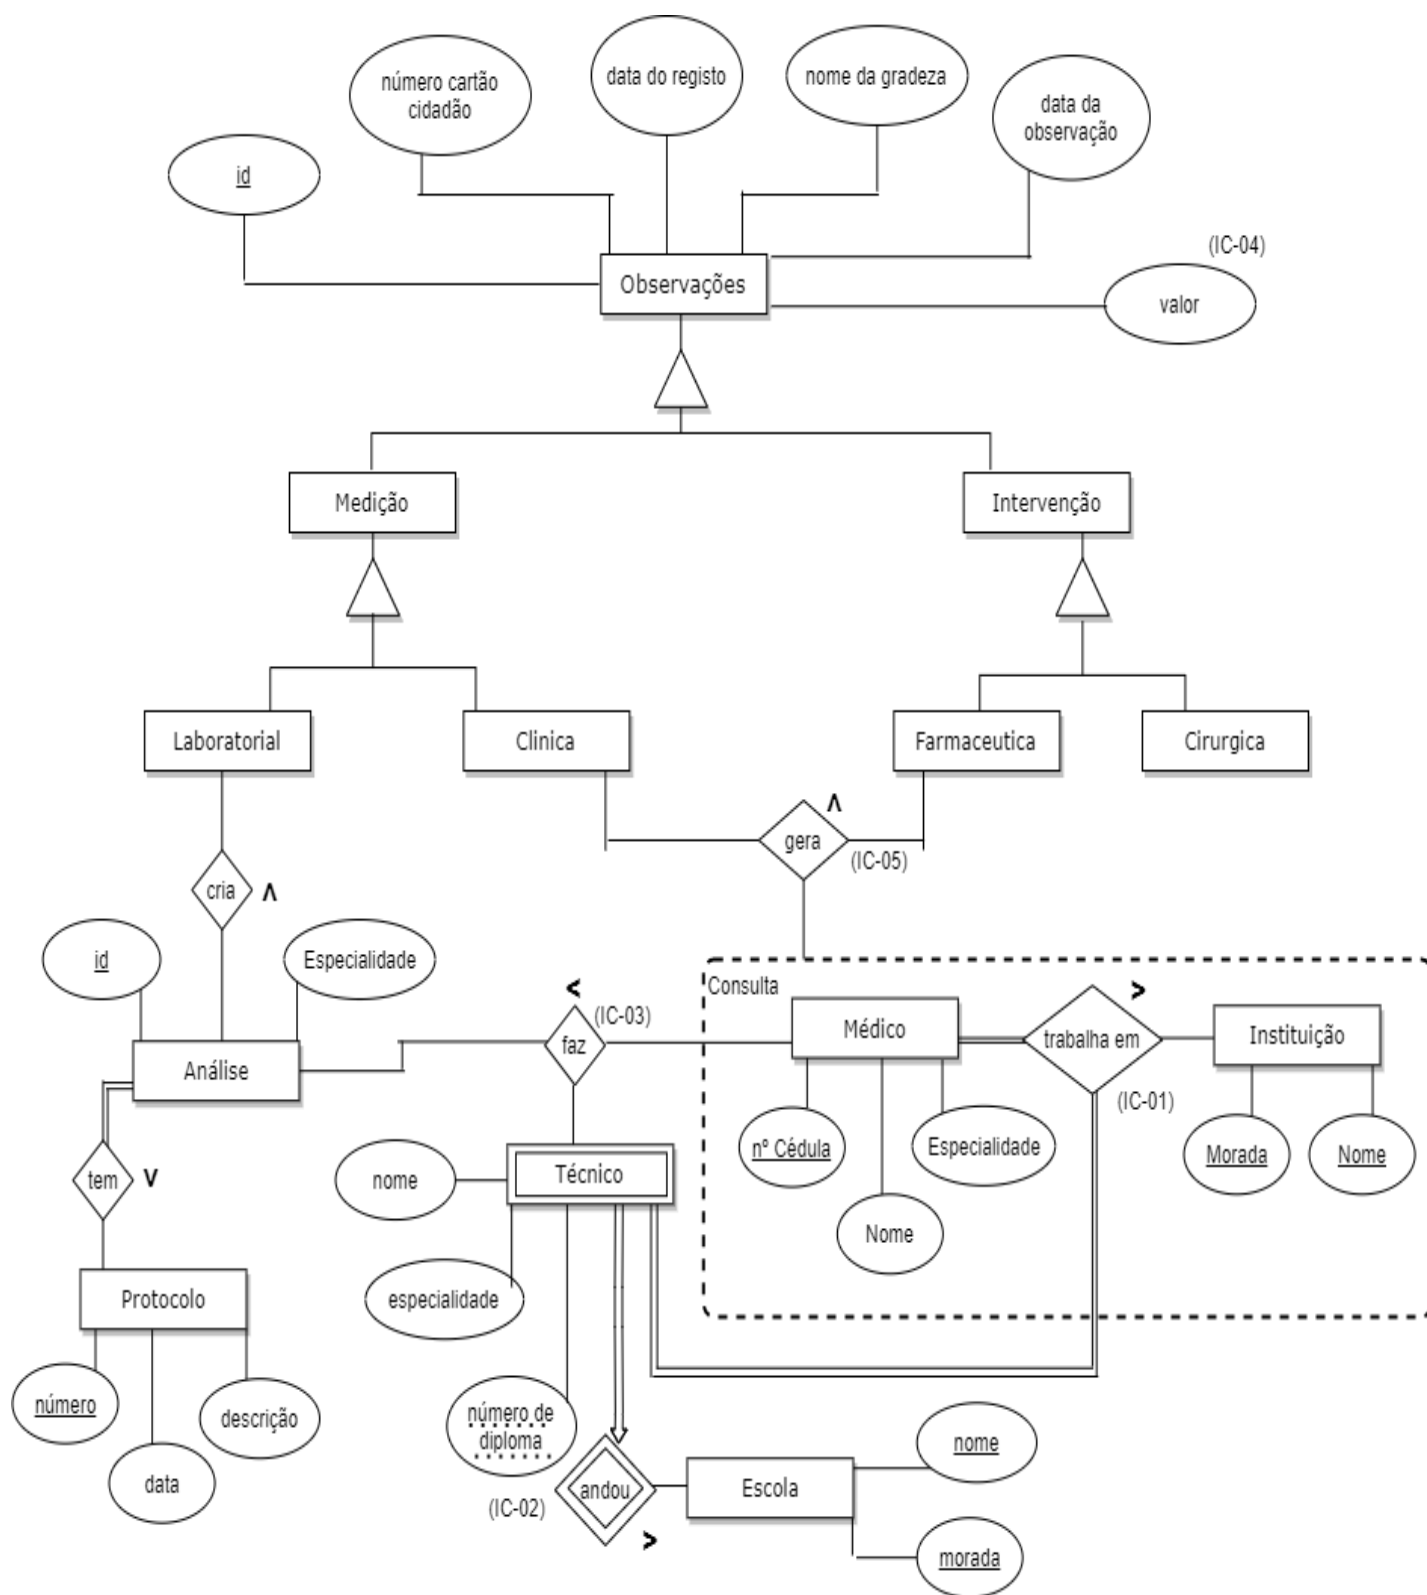 número cartão
cidadão
data do registo
nome da gradeza
data da
observação
id
(IC-04)
Observações
valor
Medição
Intervenção
Laboratorial
Clinica
Farmaceutica
Cirurgica
gera
(IC-05)
cria
id
Especialidade
Consulta
(IC-03)
Médico
Instituição
faz
trabalha em
Análise
(IC-01)
nº Cédula
Especialidade
Morada
Nome
nome
Técnico
tem
Nome
especialidade
Protocolo
número
descrição
número de
diploma
data
nome
andou
Escola
(IC-02)
morada